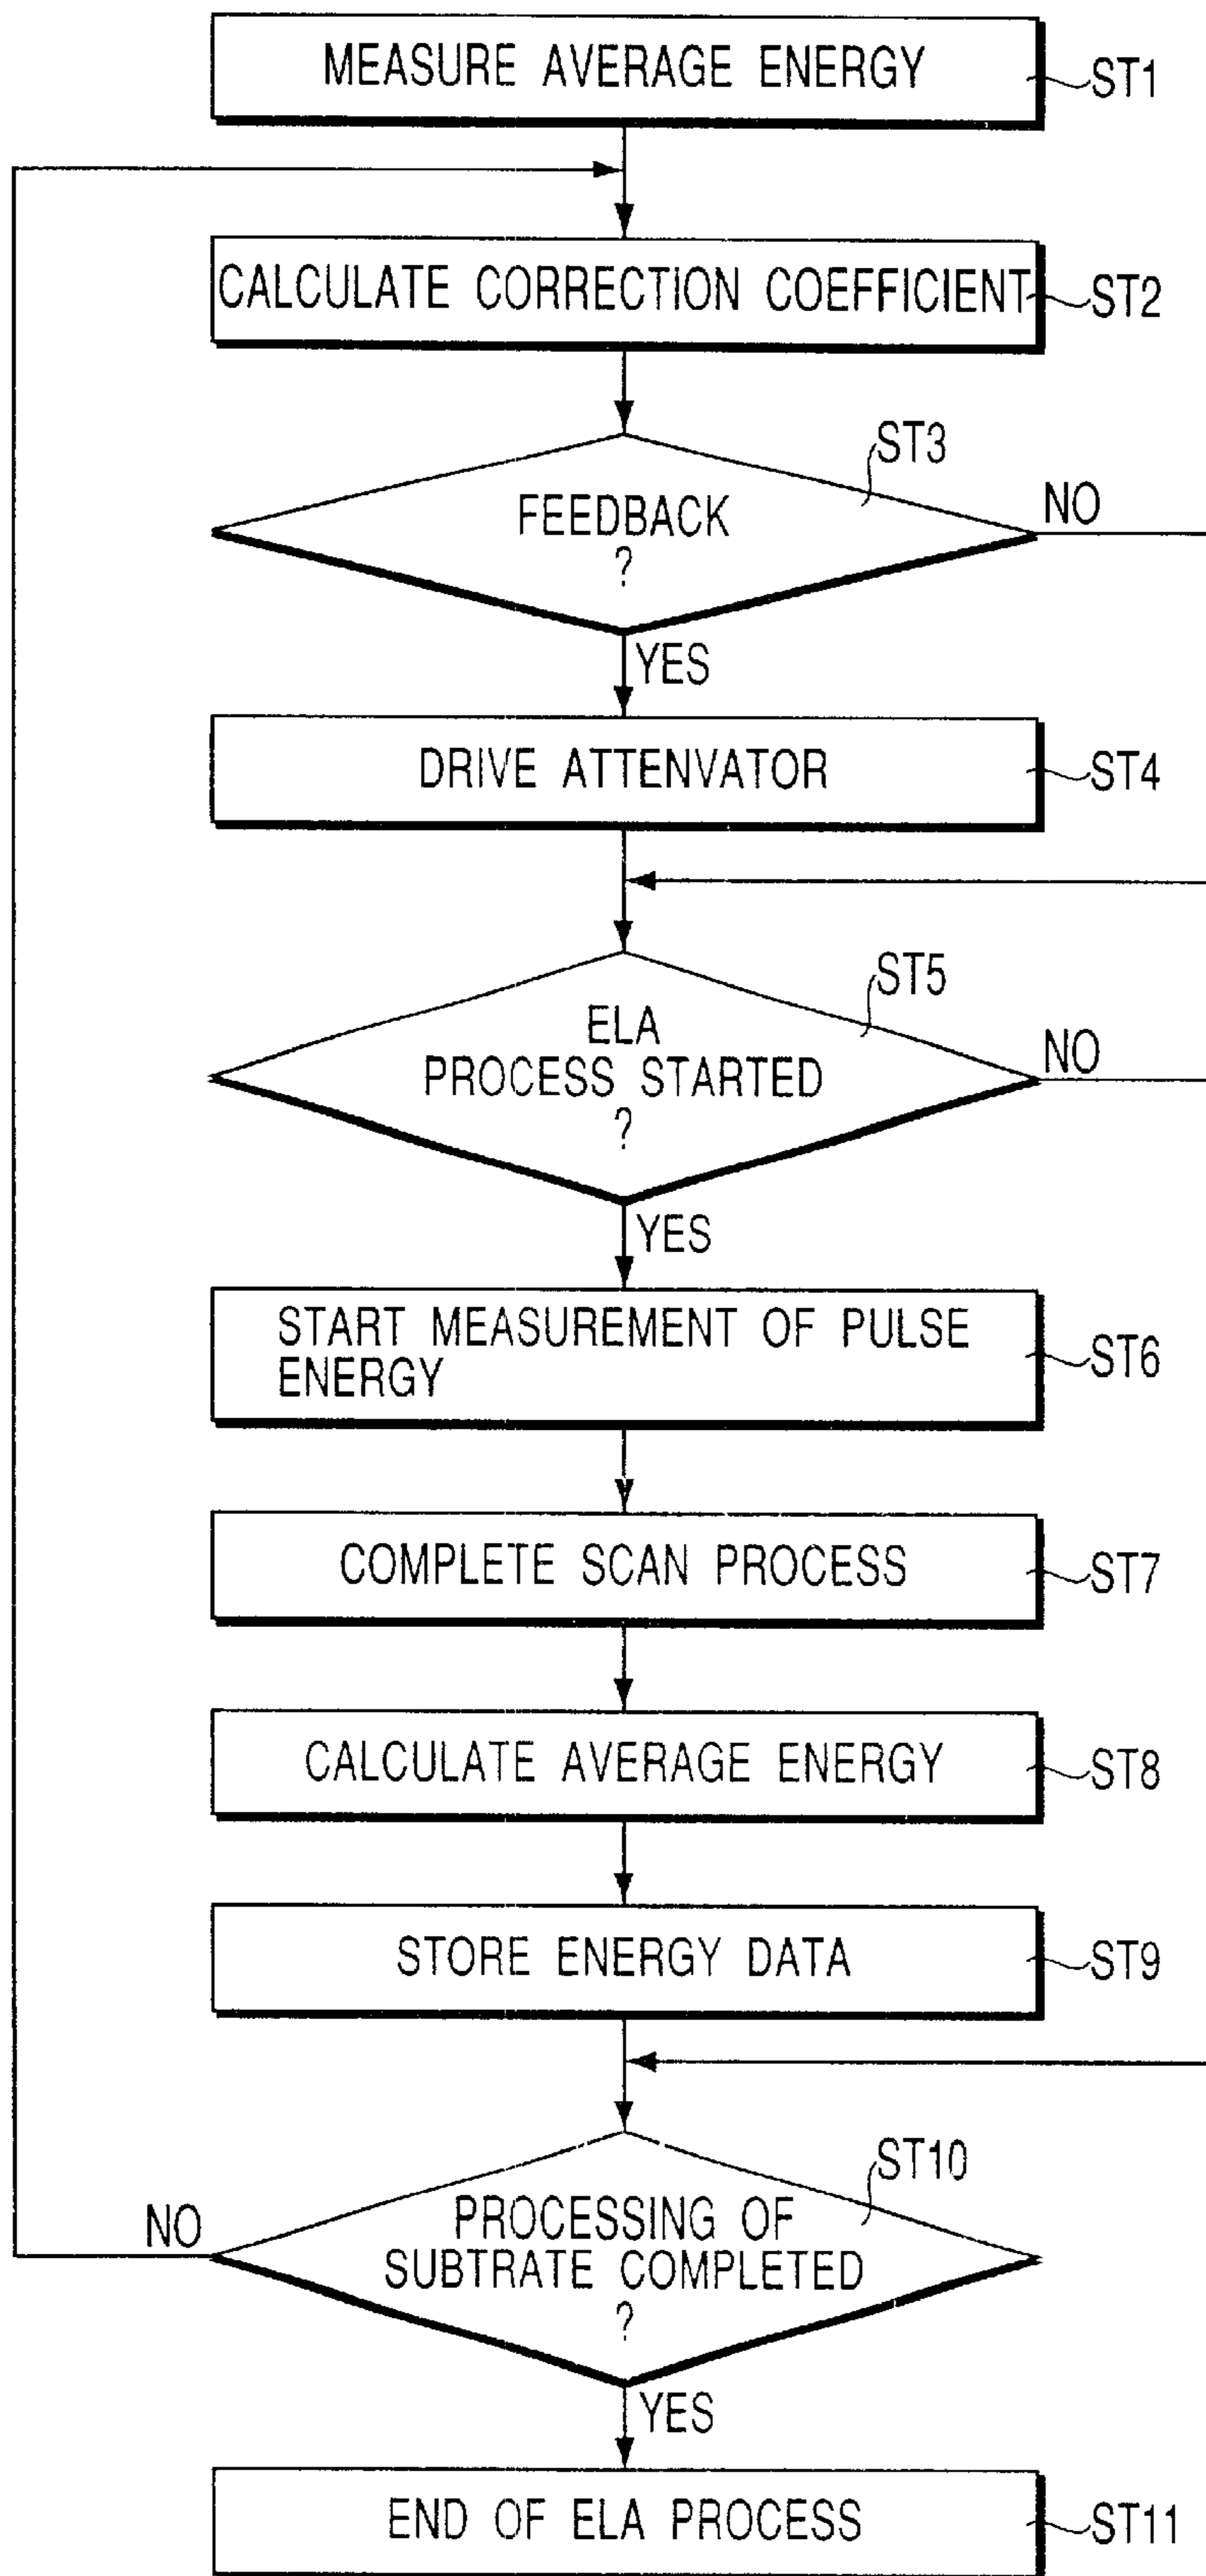 MEASURE AVERAGE ENERGY
ST1
CALCULATE CORRECTION COEFFICIENT
ST2
ST3
FEEDBACK
?
NO
YES
DRIVE ATTENVATOR
ST4
ST5
ELA
PROCESS STARTED
?
NO
YES
START MEASUREMENT OF PULSE
ENERGY
ST6
COMPLETE SCAN PROCESS
ST7
CALCULATE AVERAGE ENERGY
ST8
STORE ENERGY DATA
ST9
ST10
PROCESSING OF
SUBTRATE COMPLETED
?
NO
YES
END OF ELA PROCESS
ST11